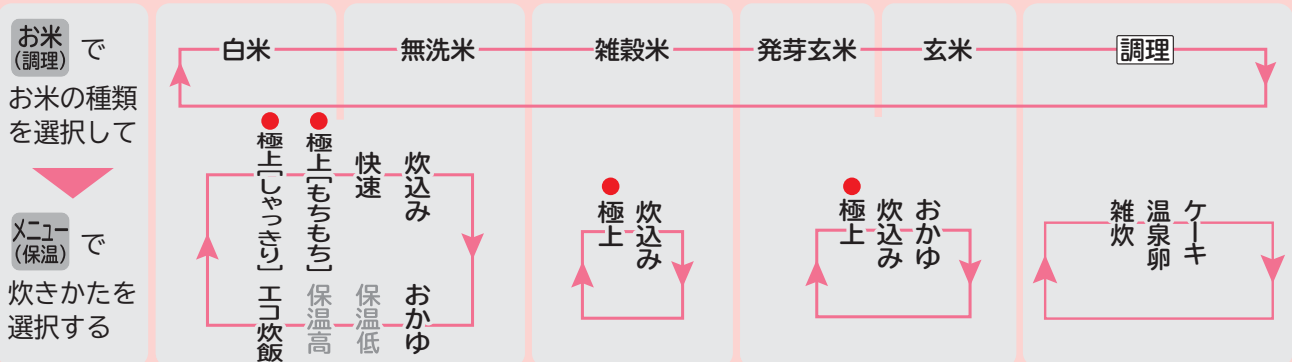 お米
(調理)
で
お米の種類
を選択して
メニュー
(保温)
で
炊きかたを
選択する
白米
無洗米
雑穀米
発芽玄米
玄米
調理
極上[しゃっきり]
極上[もちもち]
快速
炊込み
エコ炊飯
保温高
保温低
おかゆ
極上
炊込み
極上
炊込み
おかゆ
雑炊
温泉卵
ケーキ